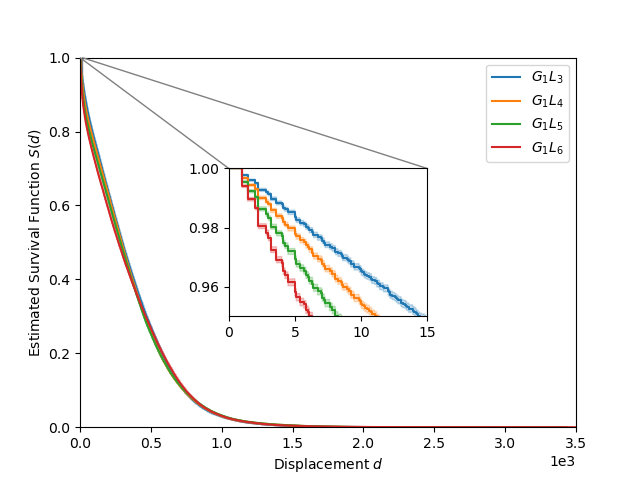 Estimated Survival Function S(d)
1.0
0.8
0.6
0.4
0.2
0.0
0.0 0.5 1.0 1.5 2.0 2.5 3.0 3.5
1e3
Displacement d
G₁L₃
G₁L₄
G₁L₅
G₁L₆
1.00
0.98
0.96
0 5 10 15